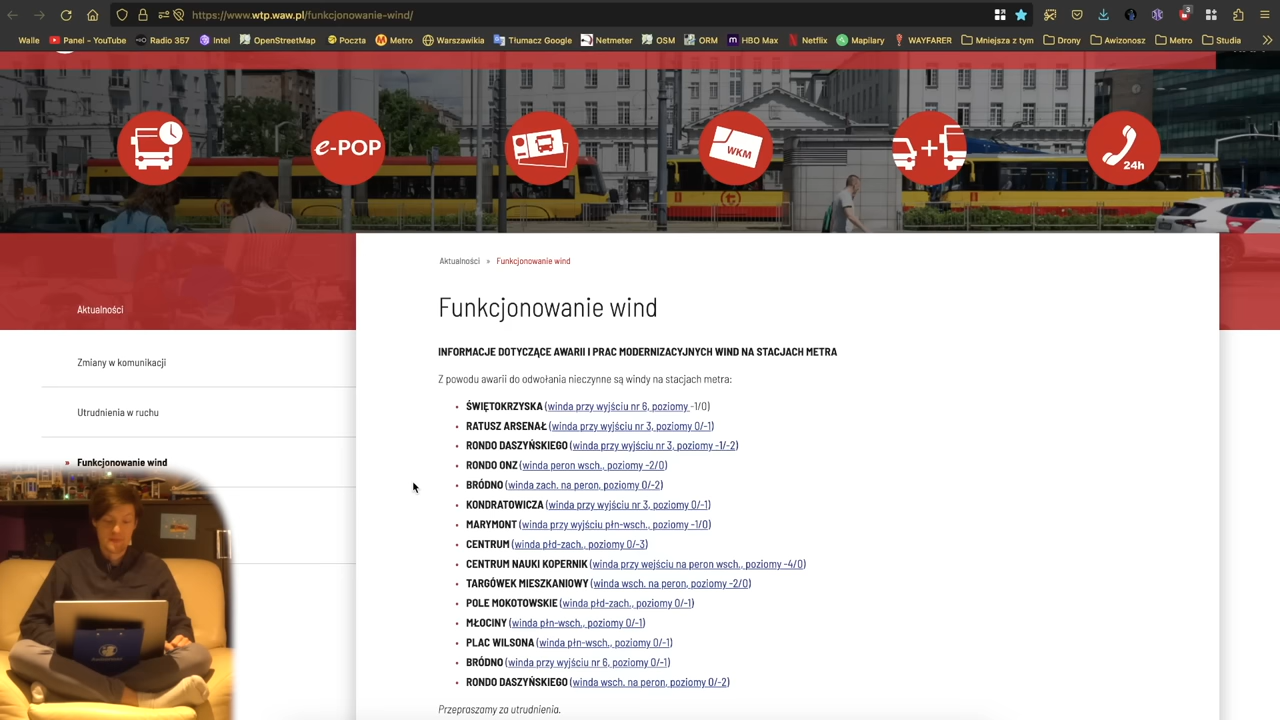 https://www.wtp.waw.pl/funkcjonowanie-wind/
3
Walle Panel – YouTube Radio 357 Intel OpenStreetMap Poczta Metro Warszawikia Tłumacz Google Netmeter OSM ORM HBO Max Netflix Mapilary WAYFARER Mniejsza z tym Drony Awizonosz Metro Studia
e-POP
WKM
24h
Aktualności » Funkcjonowanie wind
Aktualności
Zmiany w komunikacji
Utrudnienia w ruchu
» Funkcjonowanie wind
Funkcjonowanie wind
INFORMACJE DOTYCZĄCE AWARII I PRAC MODERNIZACYJNYCH WIND NA STACJACH METRA
Z powodu awarii do odwołania nieczynne są windy na stacjach metra:
• ŚWIĘTOKRZYSKA (winda przy wyjściu nr 6, poziomy -1/0)
• RATUSZ ARSENAŁ (winda przy wyjściu nr 3, poziomy 0/-1)
• RONDO DASZYŃSKIEGO (winda przy wyjściu nr 3, poziomy -1/-2)
• RONDO ONZ (winda peron wsch., poziomy -2/0)
• BRÓDNO (winda zach. na peron, poziomy 0/-2)
• KONDRATOWICZA (winda przy wyjściu nr 3, poziomy 0/-1)
• MARYMONT (winda przy wyjściu płn-wsch., poziomy -1/0)
• CENTRUM (winda płd-zach., poziomy 0/-3)
• CENTRUM NAUKI KOPERNIK (winda przy wejściu na peron wsch., poziomy -4/0)
• TARGÓWEK MIESZKANIOWY (winda wsch. na peron, poziomy -2/0)
• POLE MOKOTOWSKIE (winda płd-zach., poziomy 0/-1)
• MŁOCINY (winda płn-wsch., poziomy 0/-1)
• PLAC WILSONA (winda płn-wsch., poziomy 0/-1)
• BRÓDNO (winda przy wyjściu nr 6, poziomy 0/-1)
• RONDO DASZYŃSKIEGO (winda wsch. na peron, poziomy 0/-2)
Przepraszamy za utrudnienia.